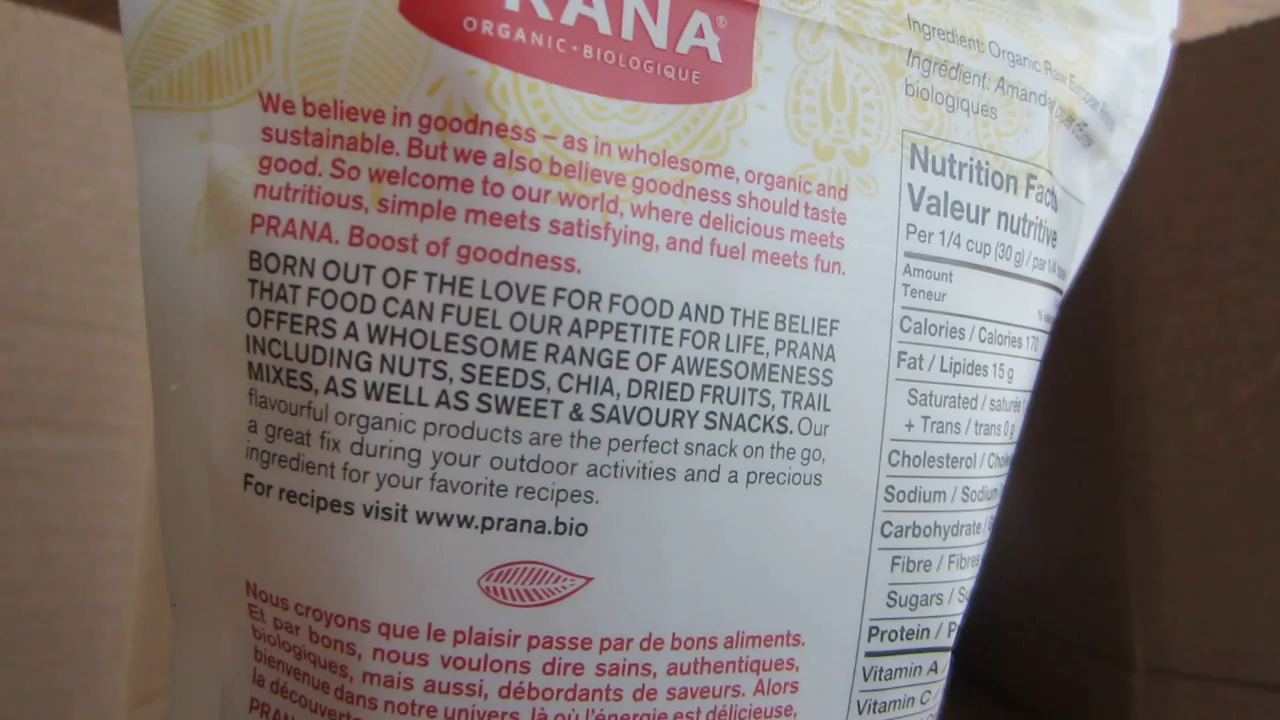 RANA®
ORGANIC • BIOLOGIQUE
We believe in goodness – as in wholesome, organic and
sustainable. But we also believe goodness should taste
good. So welcome to our world, where delicious meets
nutritious, simple meets satisfying, and fuel meets fun.
PRANA. Boost of goodness.
BORN OUT OF THE LOVE FOR FOOD AND THE BELIEF
THAT FOOD CAN FUEL OUR APPETITE FOR LIFE, PRANA
OFFERS A WHOLESOME RANGE OF AWESOMENESS
INCLUDING NUTS, SEEDS, CHIA, DRIED FRUITS, TRAIL
MIXES, AS WELL AS SWEET & SAVOURY SNACKS. Our
flavourful organic products are the perfect snack on the go,
a great fix during your outdoor activities and a precious
ingredient for your favorite recipes.
For recipes visit www.prana.bio
Nous croyons que le plaisir passe par de bons aliments.
Et par bons, nous voulons dire sains, authentiques,
biologiques, mais aussi, débordants de saveurs. Alors
bienvenue dans notre univers, là où l'énergie est délicieuse,
la découverte
PRAN
Ingredient: Organic Raw European
Ingrédient: Amandes
biologiques
Nutrition Facts
Valeur nutritive
Per 1/4 cup (30 g) / par 1/4
Amount
Teneur
Calories / Calories 170
Fat / Lipides 15 g
Saturated / saturés
+ Trans / trans 0 g
Cholesterol /
Sodium / Sodium
Carbohydrate /
Fibre / Fibres
Sugars /
Protein /
Vitamin A /
Vitamin C /